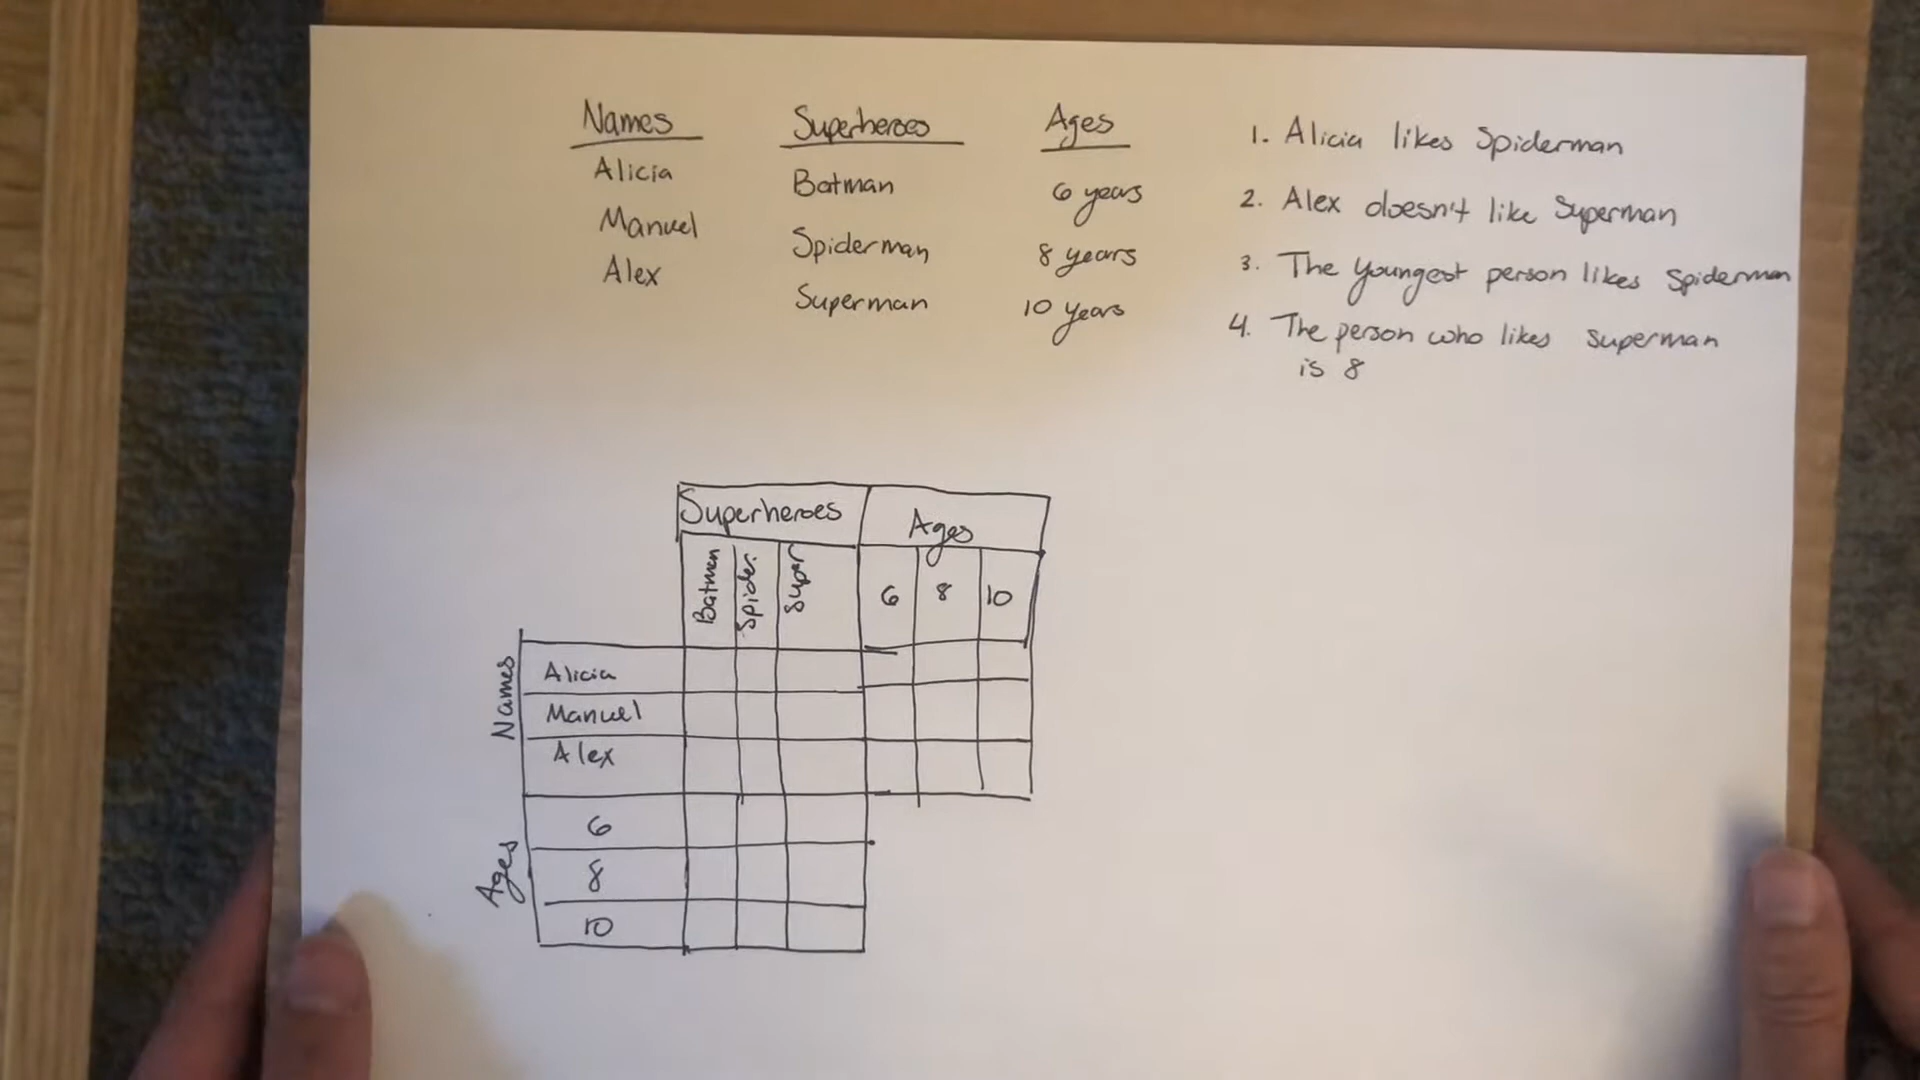 Names
Alicia
Manuel
Alex
Superheroes
Batman
Spiderman
Superman
Ages
6 years
8 years
10 years
1. Alicia likes Spiderman
2. Alex doesn't like Superman
3. The youngest person likes Spiderman
4. The person who likes Superman
is 8
Superheroes Ages
Batman Spider. Super 6 8 10
Names
Alicia
Manuel
Alex
Ages
6
8
10